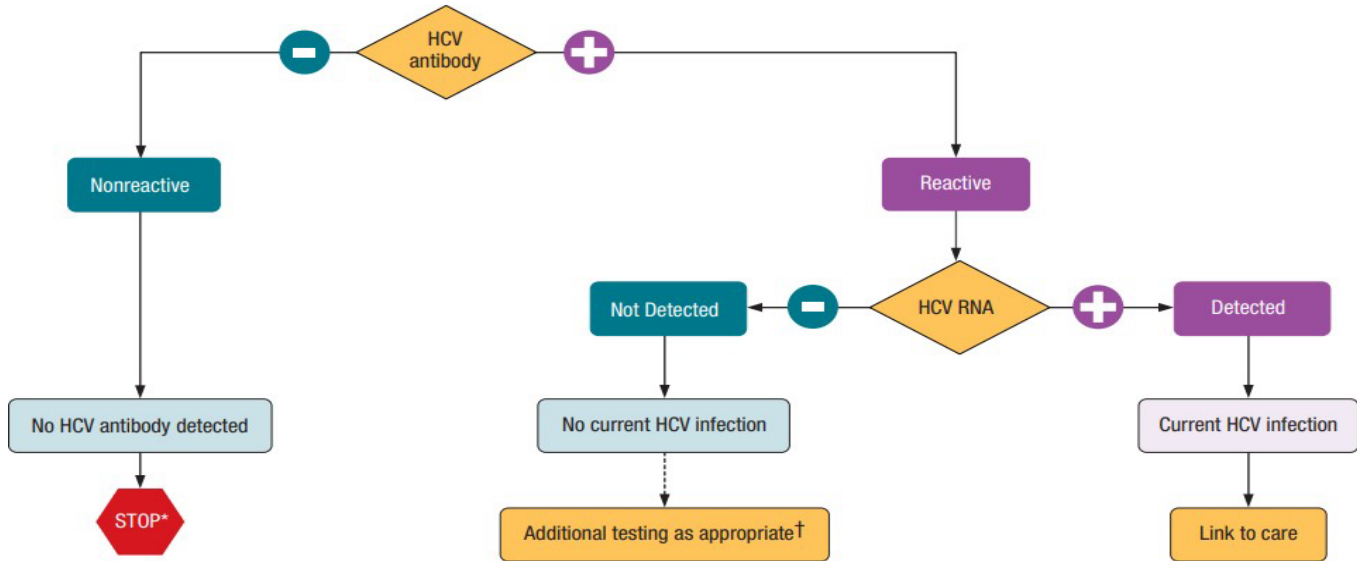 HCV
antibody
Nonreactive
Reactive
Not Detected
HCV RNA
Detected
No HCV antibody detected
No current HCV infection
Current HCV infection
STOP*
Additional testing as appropriate†
Link to care